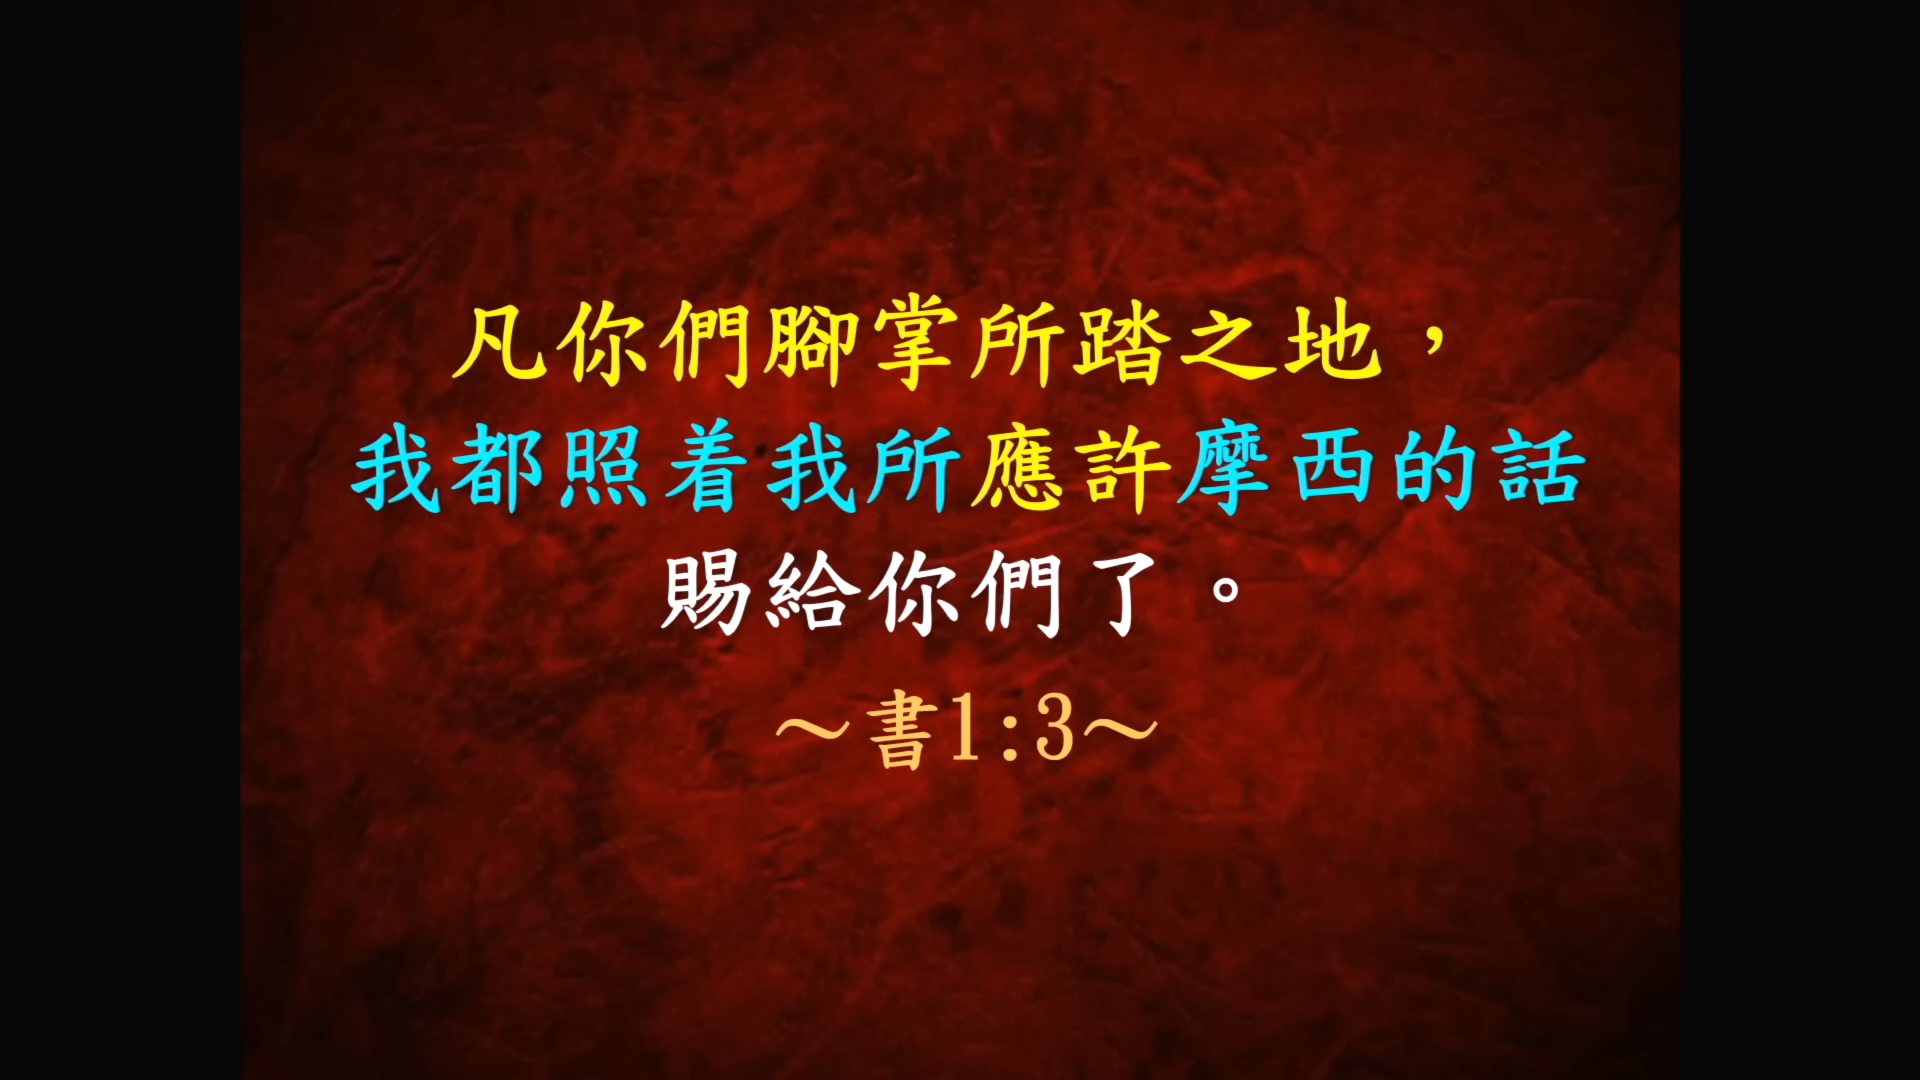 凡你們腳掌所踏之地，
我都照着我所應許摩西的話
賜給你們了。
～書1:3～